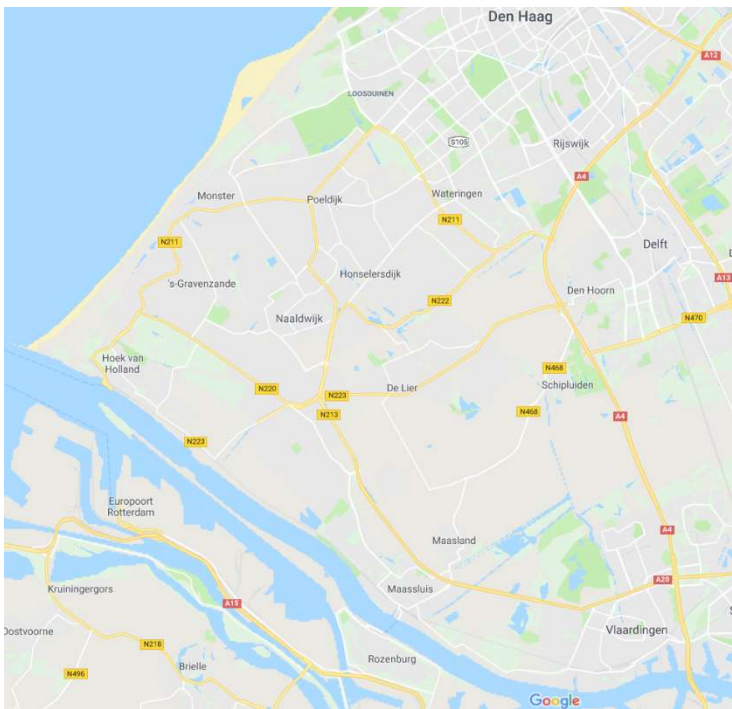 Den Haag
A12
LOOSDUINEN
S105
Rijswijk
A4
Monster
Poeldijk
Wateringen
N211
N211
Delft
A13
's-Gravenzande
Honselersdijk
Den Hoorn
N222
Naaldwijk
N470
Hoek van
Holland
N468
N220
N223
De Lier
Schipluiden
N213
N468
A4
N223
Europoort
Rotterdam
A4
Maasland
A20
Kruiningergors
Maassluis
A15
Oostvoorne
Vlaardingen
N218
Brielle
Rozenburg
N496
Google